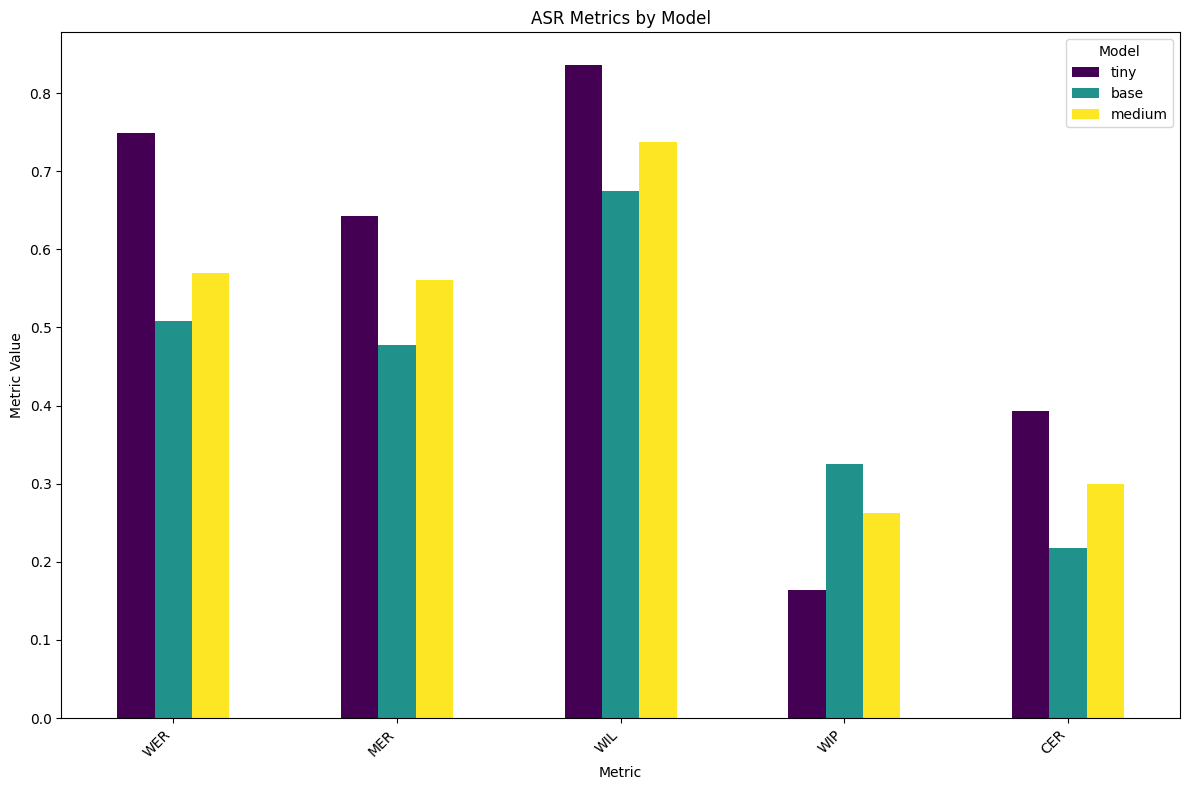 ASR Metrics by Model
Model
tiny
base
medium
Metric Value
0.8
0.7
0.6
0.5
0.4
0.3
0.2
0.1
0.0
WER
MER
WIL
WIP
CER
Metric